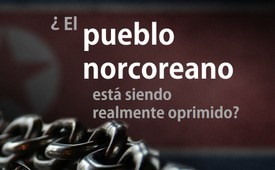 ¿ El
pueblo
norcoreano
está siendo
realmente oprimido?